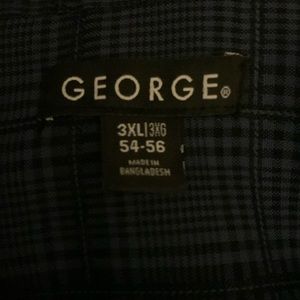 GEORGE®
3XL|3XG
54-56
MADE IN
BANGLADESH